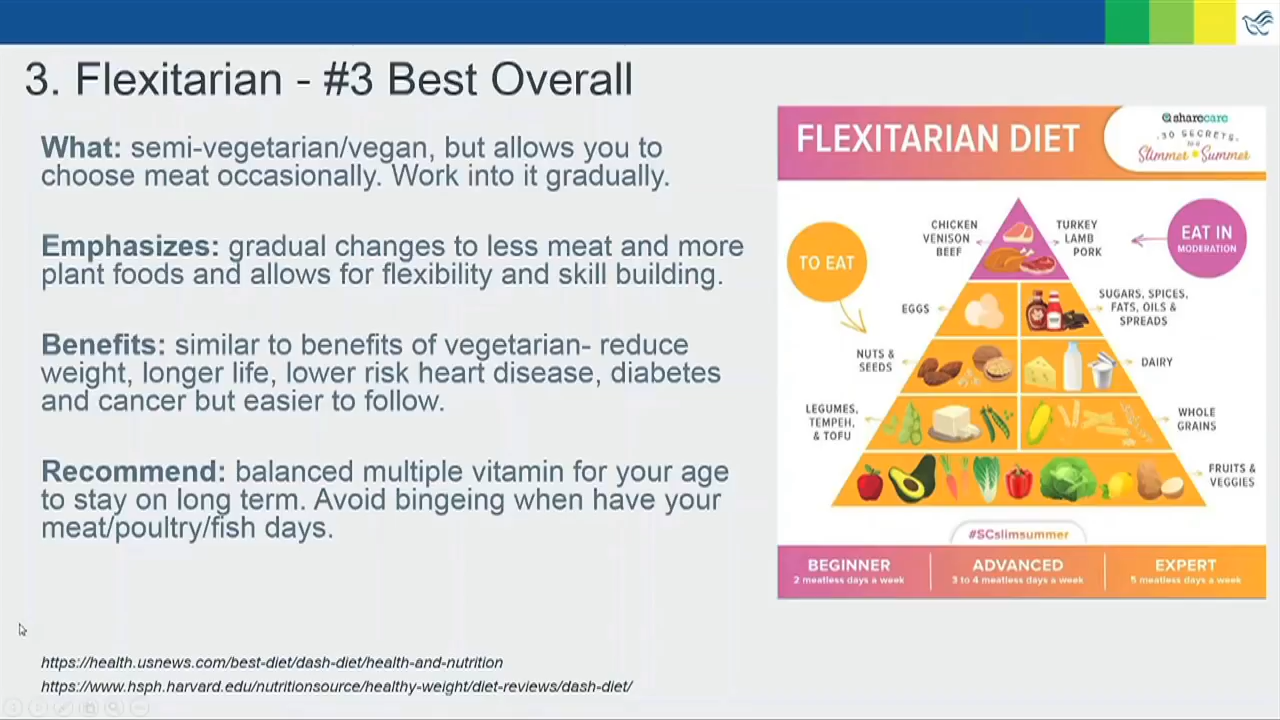 3. Flexitarian - #3 Best Overall
What: semi-vegetarian/vegan, but allows you to
choose meat occasionally. Work into it gradually.
Emphasizes: gradual changes to less meat and more
plant foods and allows for flexibility and skill building.
Benefits: similar to benefits of vegetarian- reduce
weight, longer life, lower risk heart disease, diabetes
and cancer but easier to follow.
Recommend: balanced multiple vitamin for your age
to stay on long term. Avoid bingeing when have your
meat/poultry/fish days.
https://health.usnews.com/best-diet/dash-diet/health-and-nutrition
https://www.hsph.harvard.edu/nutritionsource/healthy-weight/diet-reviews/dash-diet/
FLEXITARIAN DIET
sharecare
30 SECRETS
Slimmer Summer
TO EAT
EAT IN
MODERATION
CHICKEN
VENISON
BEEF
TURKEY
LAMB
PORK
EGGS
SUGARS, SPICES,
FATS, OILS &
SPREADS
NUTS &
SEEDS
DAIRY
LEGUMES,
TEMPEH,
& TOFU
WHOLE
GRAINS
FRUITS &
VEGGIES
#SCslimsummer
BEGINNER
2 meatless days a week
ADVANCED
3 to 4 meatless days a week
EXPERT
5 meatless days a week